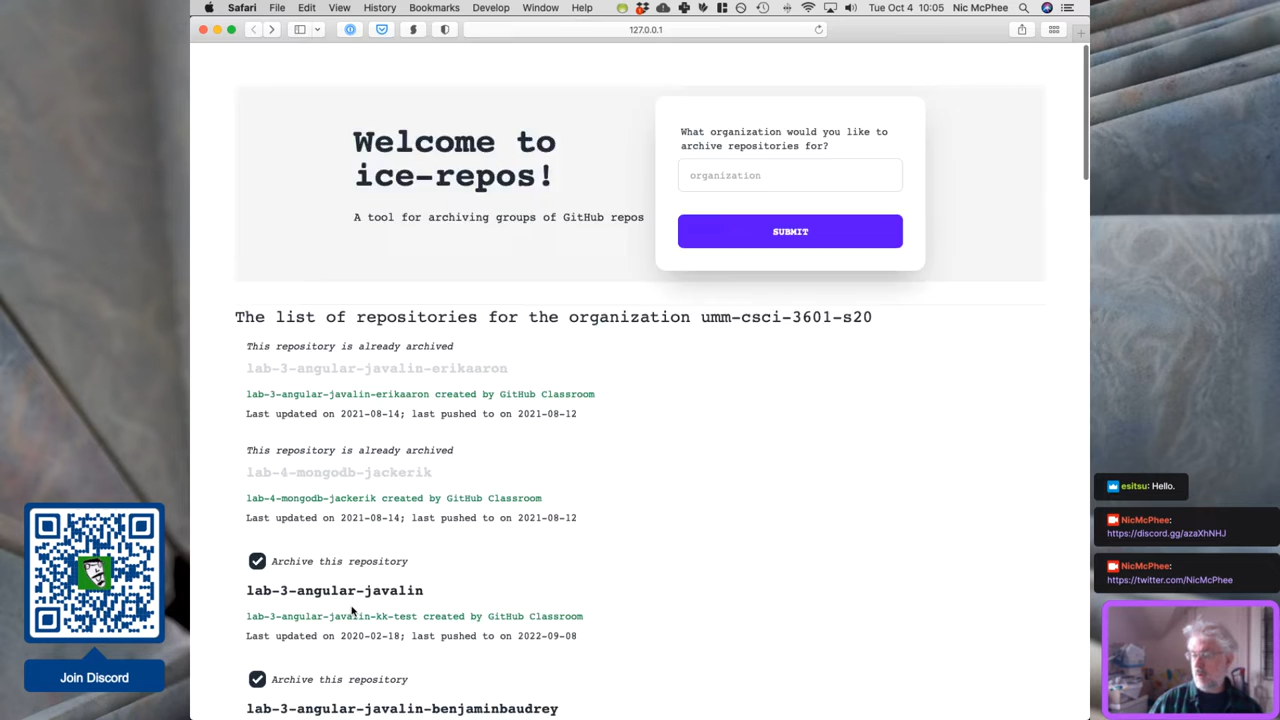 Safari File Edit View History Bookmarks Develop Window Help Tue Oct 4 10:05 Nic McPhee
127.0.0.1
Welcome to
ice-repos!
A tool for archiving groups of GitHub repos
What organization would you like to
archive repositories for?
organization
SUBMIT
The list of repositories for the organization umm-csci-3601-s20
This repository is already archived
lab-3-angular-javalin-erikaaron
lab-3-angular-javalin-erikaaron created by GitHub Classroom
Last updated on 2021-08-14; last pushed to on 2021-08-12
This repository is already archived
lab-4-mongodb-jackerik
lab-4-mongodb-jackerik created by GitHub Classroom
Last updated on 2021-08-14; last pushed to on 2021-08-12
Archive this repository
lab-3-angular-javalin
lab-3-angular-javalin-kk-test created by GitHub Classroom
Last updated on 2020-02-18; last pushed to on 2022-09-08
Archive this repository
lab-3-angular-javalin-benjaminbaudrey
Join Discord
esitsu: Hello.
NicMcPhee:
https://discord.gg/azaXhNHJ
NicMcPhee:
https://twitter.com/NicMcPhee